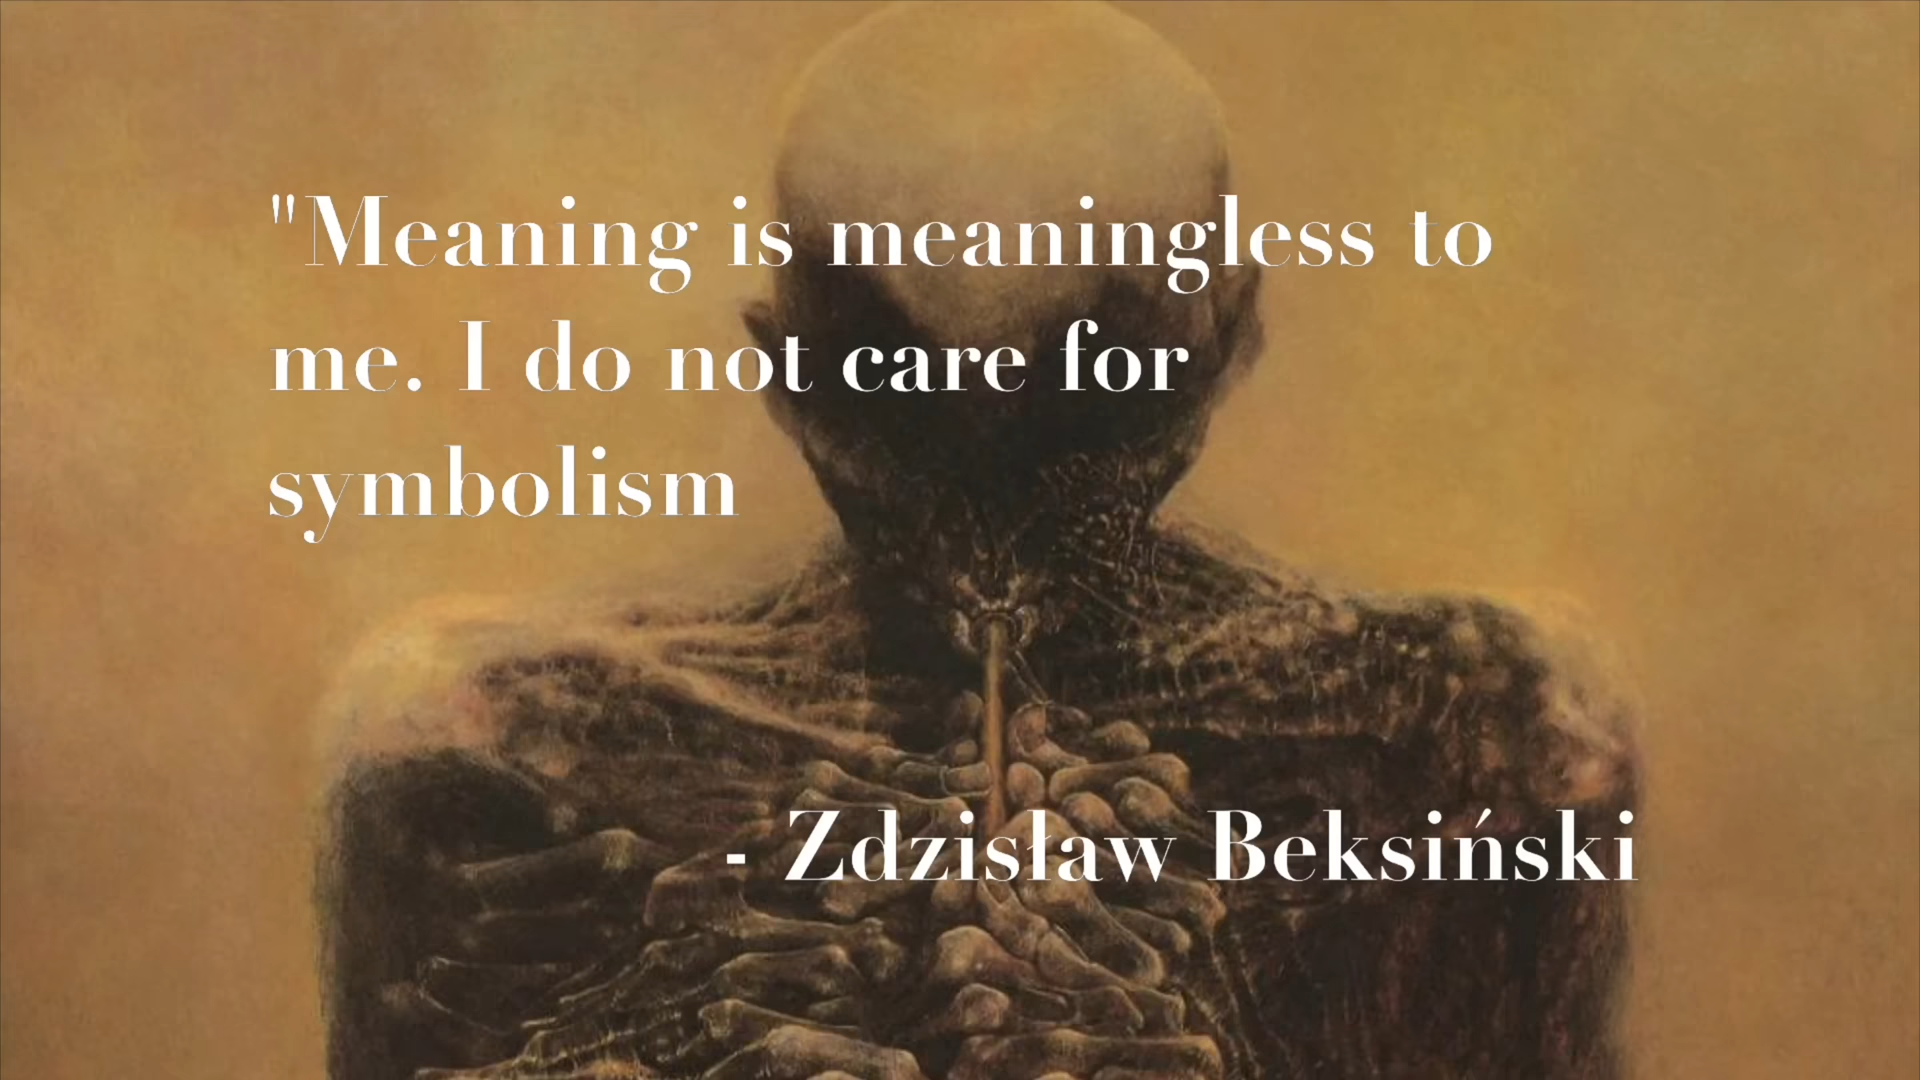 "Meaning is meaningless to
me. I do not care for
symbolism
- Zdzisław Beksiński